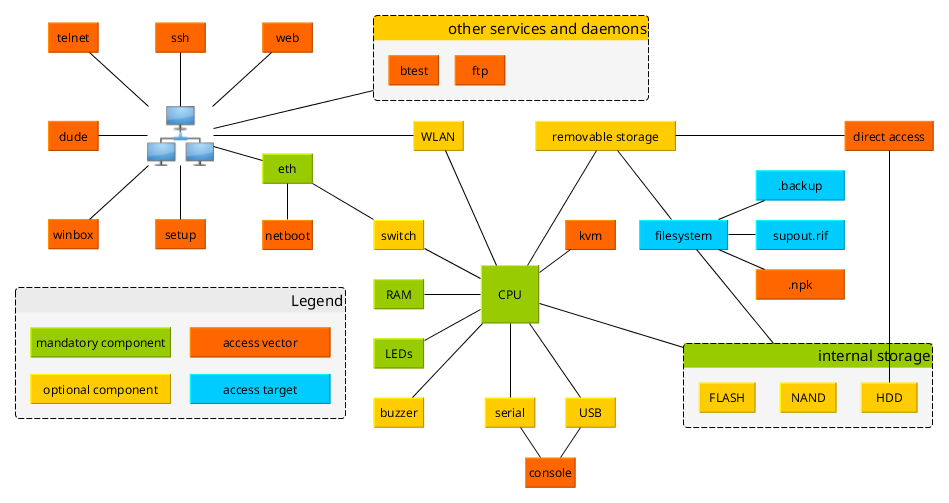 telnet
ssh
web
other services and daemons
btest
ftp
dude
WLAN
removable storage
direct access
eth
.backup
winbox
setup
netboot
switch
kvm
filesystem
supout.rif
.npk
RAM
CPU
Legend
mandatory component
access vector
optional component
access target
LEDs
internal storage
FLASH
NAND
HDD
buzzer
serial
USB
console